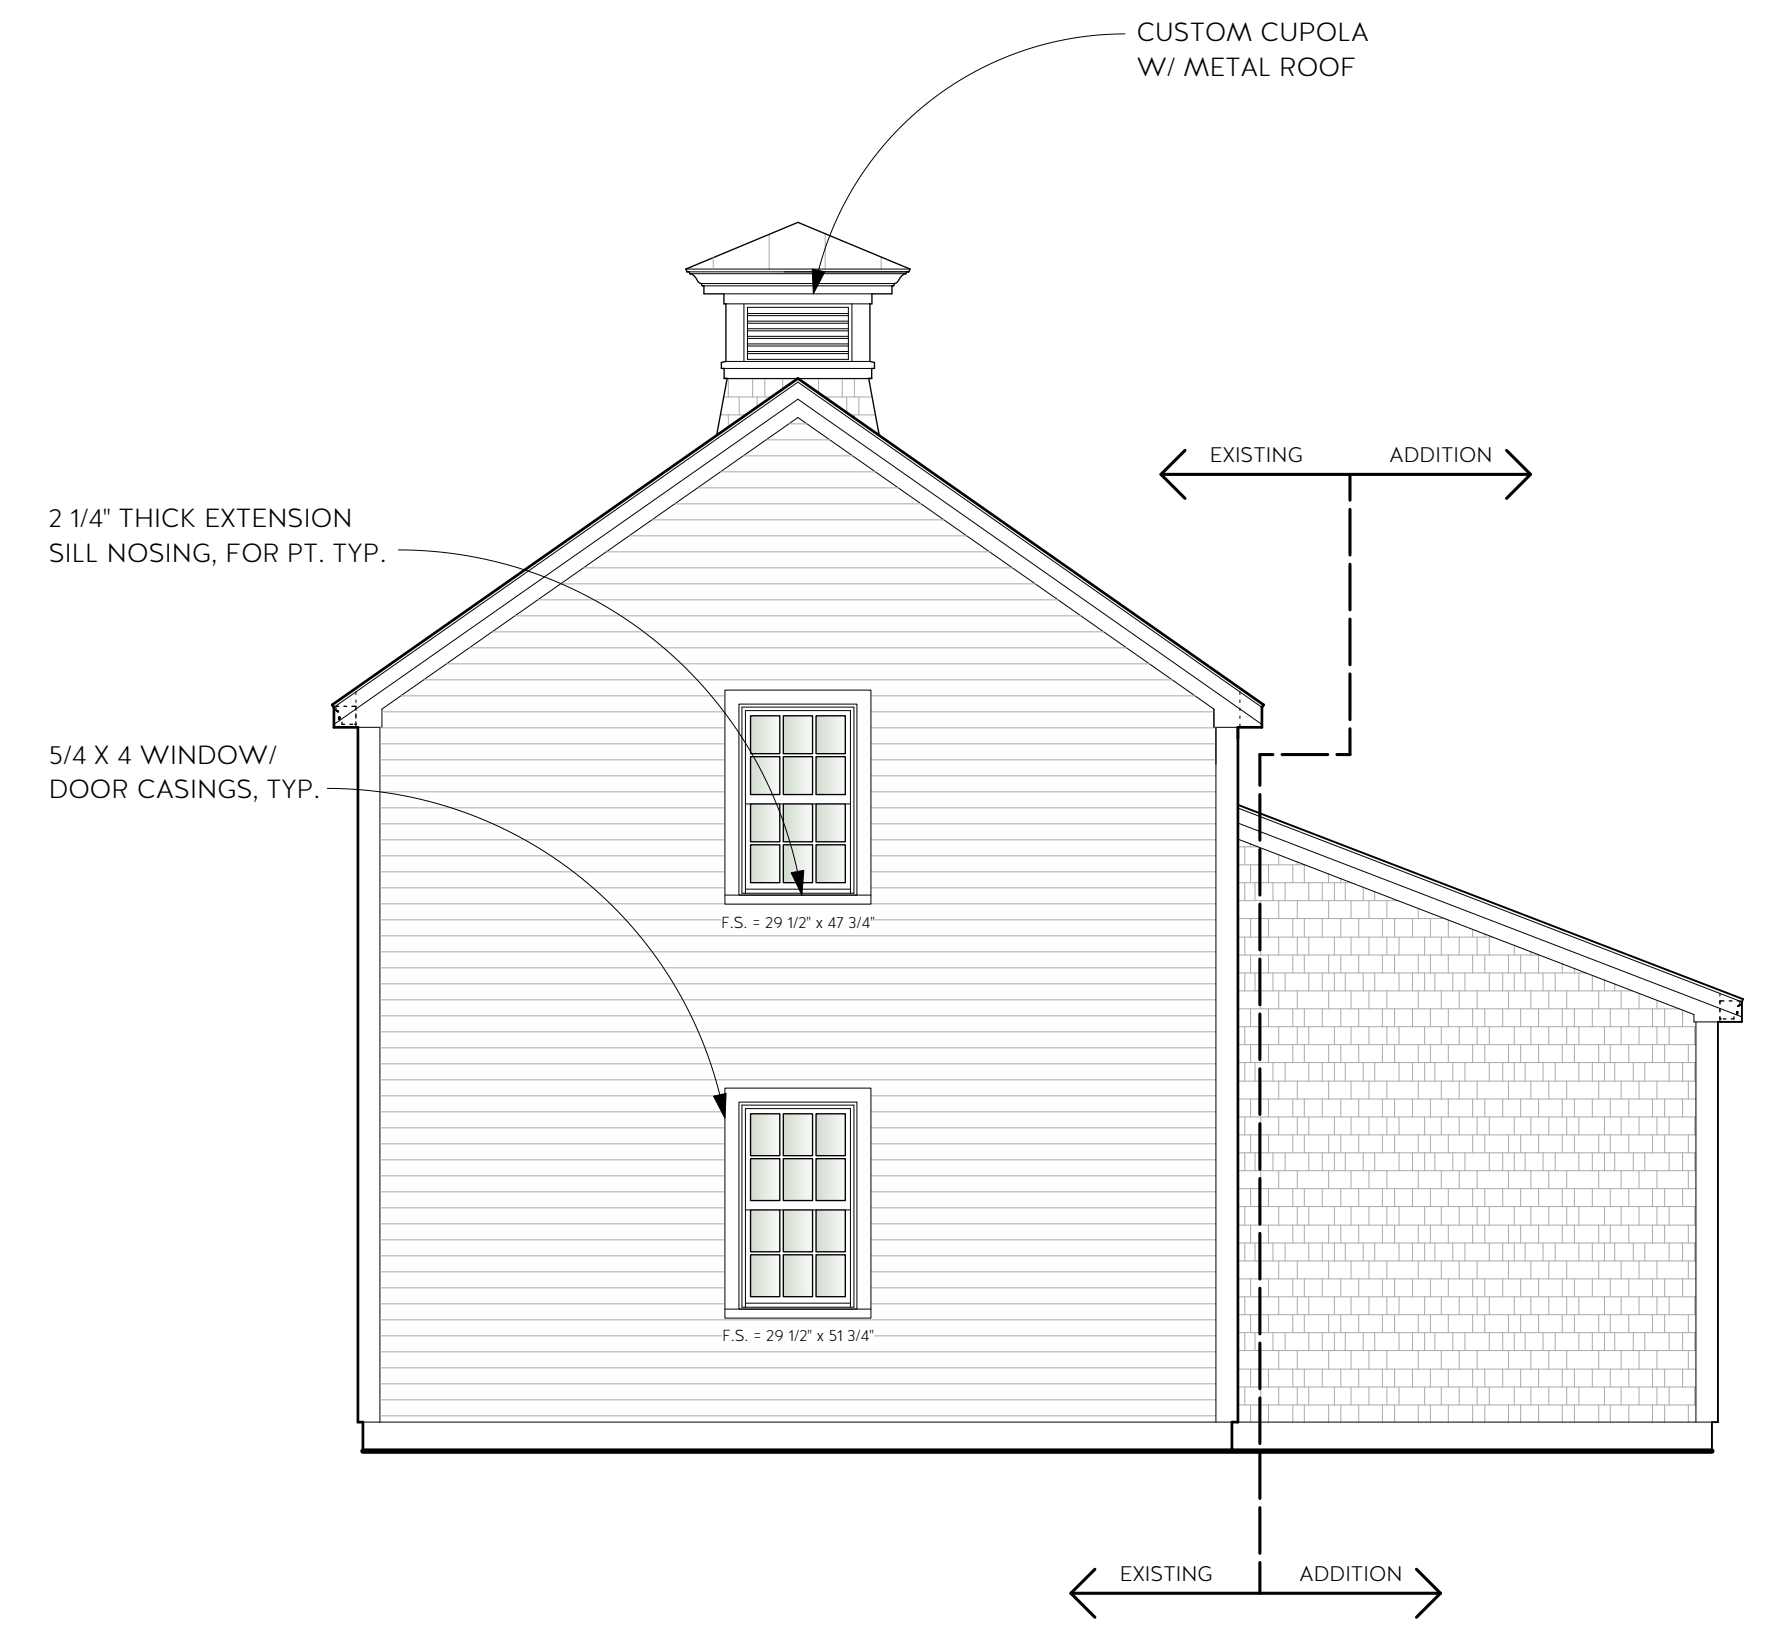 CUSTOM CUPOLA
W/ METAL ROOF
EXISTING
ADDITION
2 1/4" THICK EXTENSION
SILL NOSING, FOR PT. TYP.
5/4 X 4 WINDOW/
DOOR CASINGS, TYP.
F.S. = 29 1/2" x 47 3/4"
F.S. = 29 1/2" x 51 3/4"
EXISTING
ADDITION